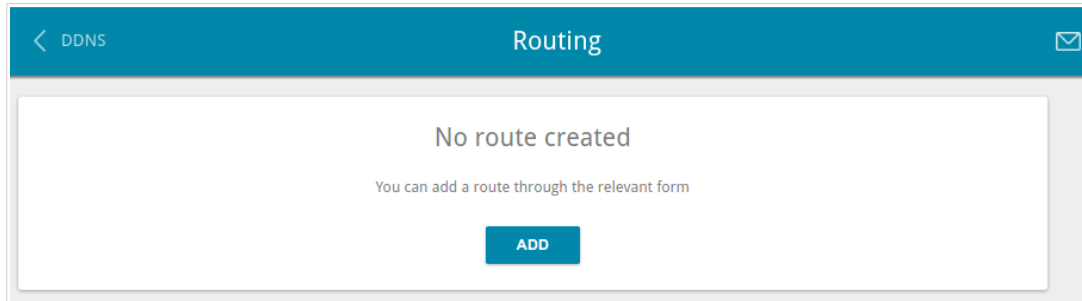 DDNS
Routing
No route created
You can add a route through the relevant form
ADD